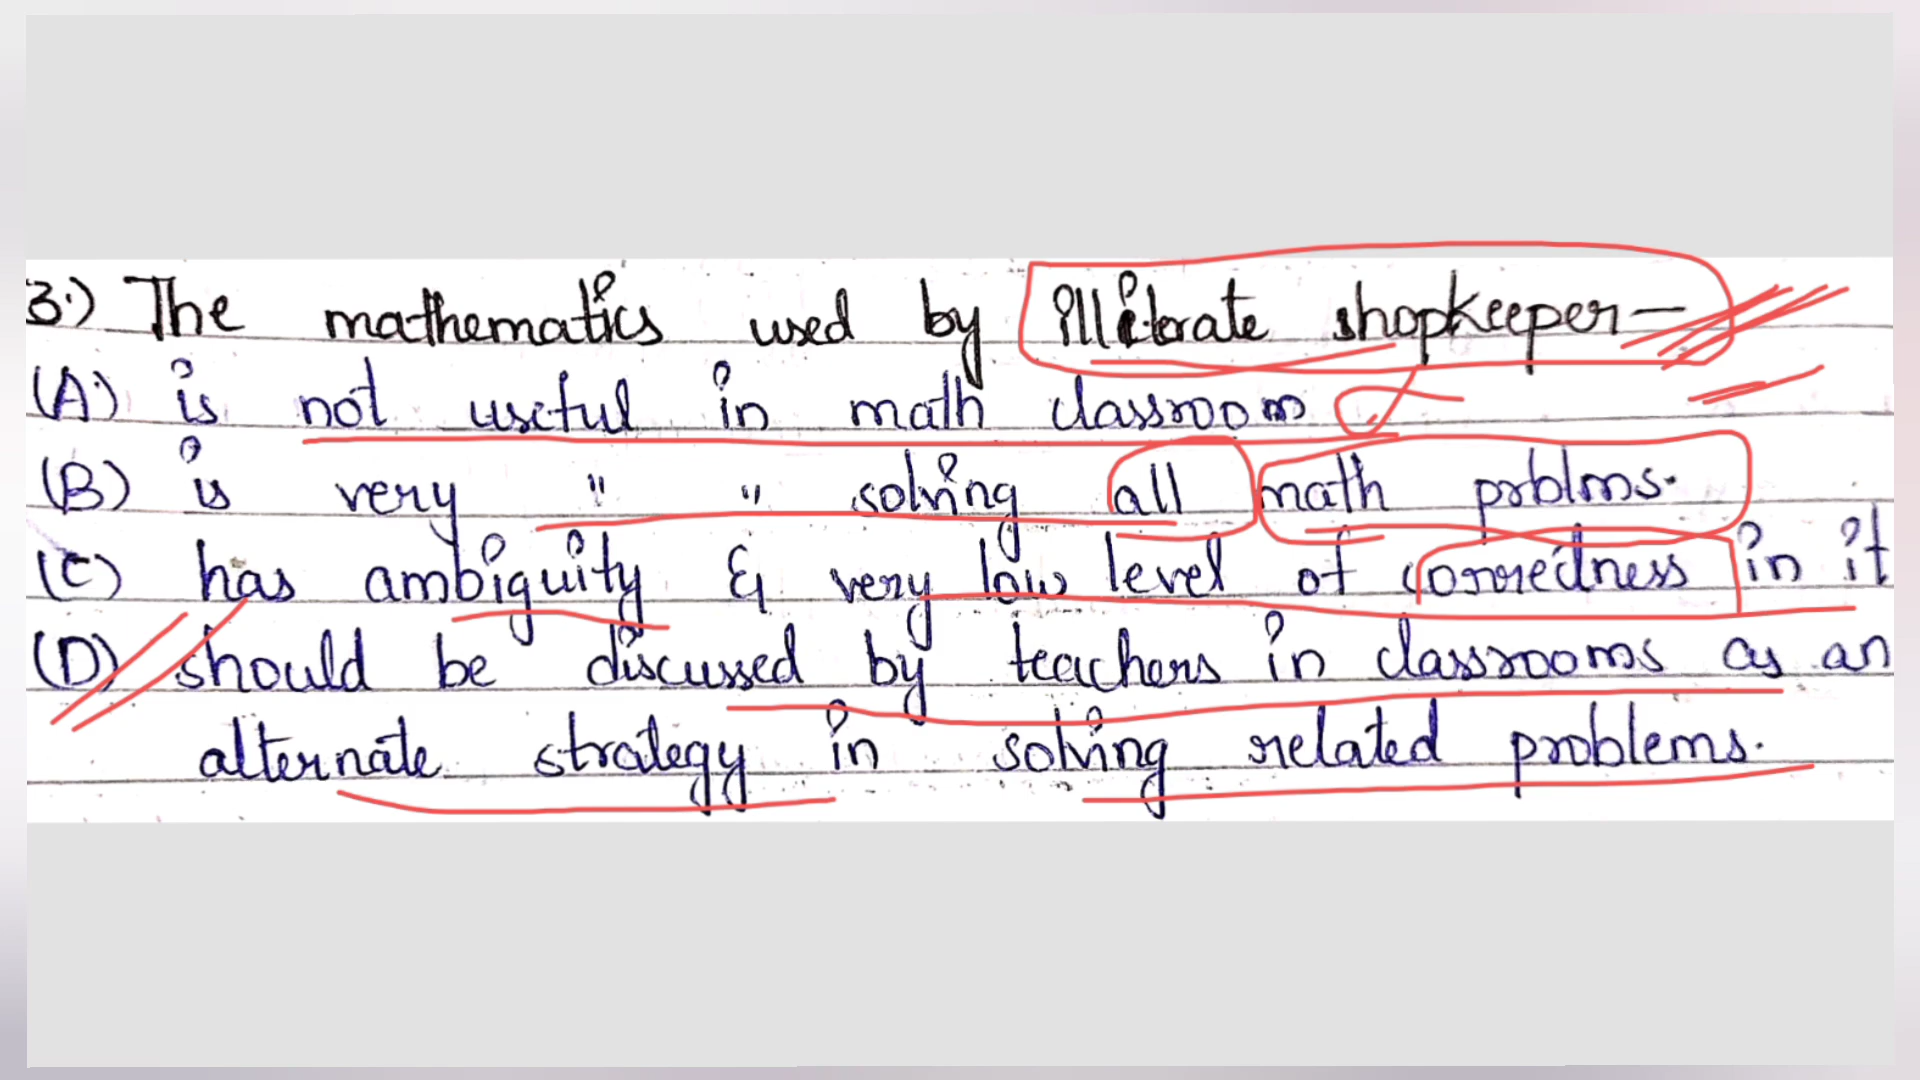 3.) The mathematics used by illiterate shopkeeper-
(A) is not useful in math classroom
(B) is very " " solving all math problms.
(C) has ambiguity & very low level of correctness in it
(D) should be discussed by teachers in classrooms as an
alternate strategy in solving related problems.